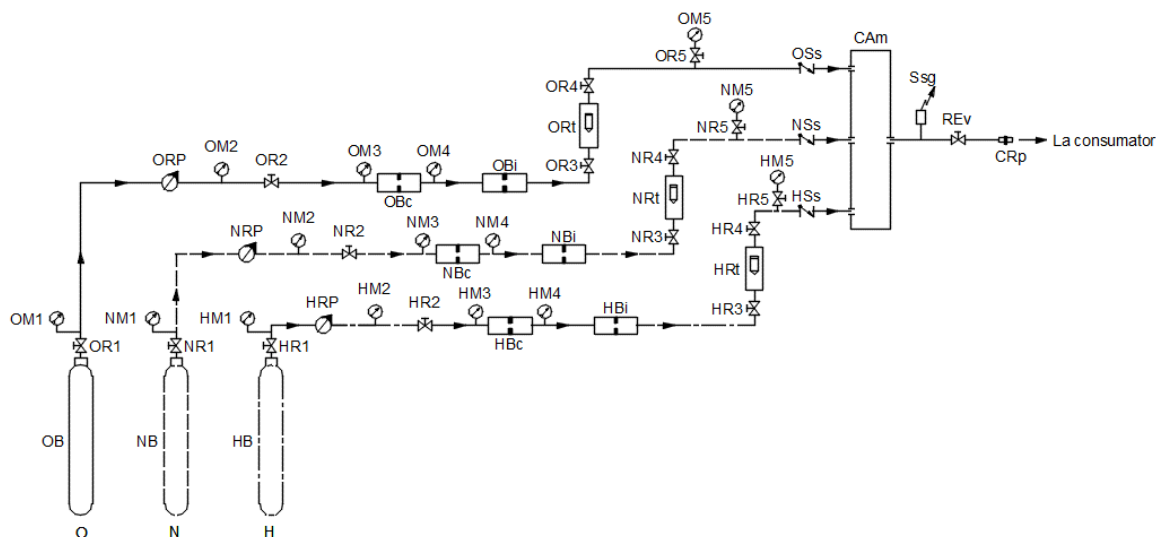 OM5
CAm
OR5
OSs
OR4
Ssg
NM5
ORt
REv
NR5
NSs
OM2
OM3
OM4
ORP
OR2
OBi
OR3
NR4
La consumator
CRp
HM5
OBc
NRt
HR5
HSs
NM2
NM3
NM4
NRP
NR2
NBi
NR3
HR4
NBc
HRt
HM2
HM3
HM4
OM1
NM1
HM1
HRP
HR2
HBi
HR3
OR1
NR1
HR1
HBc
OB
NB
HB
O
N
H